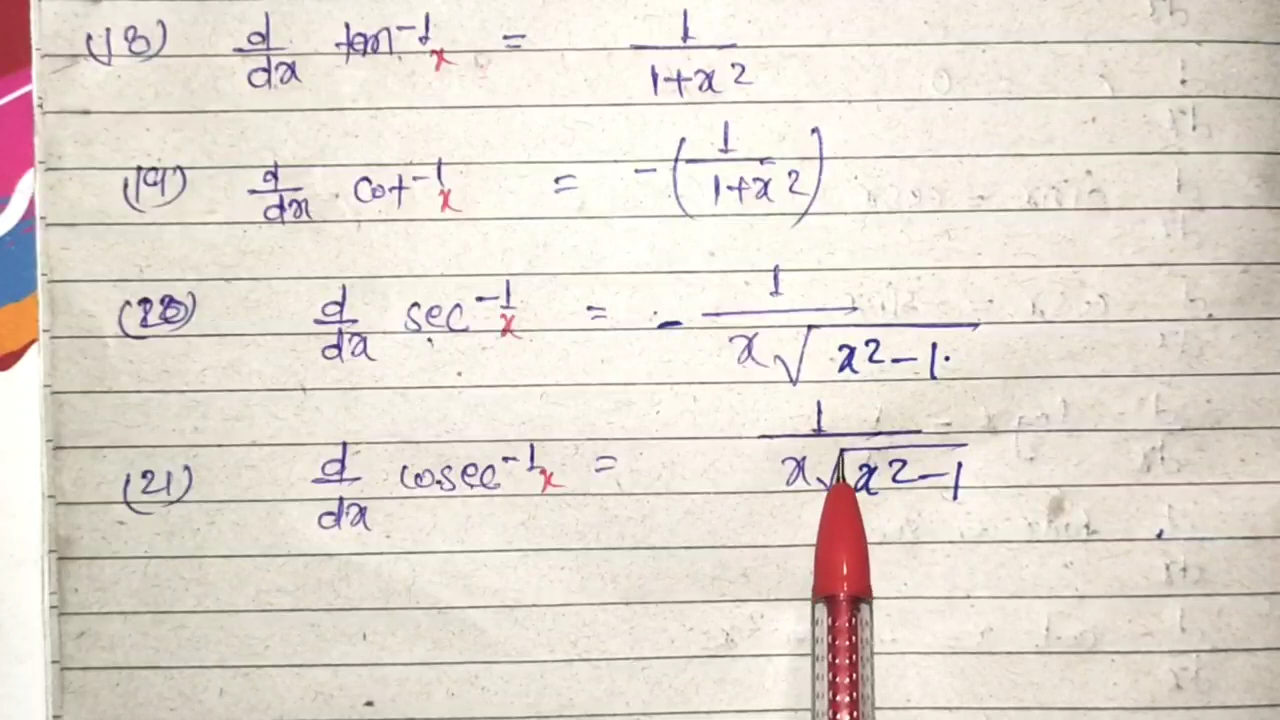 (18) d/dx tan⁻¹x = 1/(1+x²)
(19) d/dx cot⁻¹x = -(1/(1+x²))
(20) d/dx sec⁻¹x = - 1/(x√(x²-1))
(21) d/dx cosec⁻¹x = 1/(x√(x²-1))